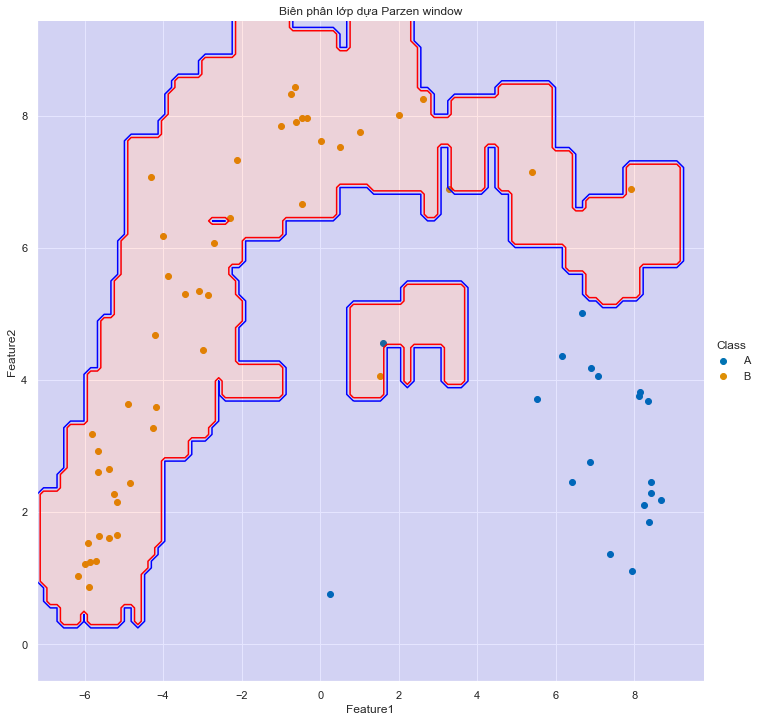 Biên phân lớp dựa Parzen window
8
6
4
2
0
Feature2
−6 −4 −2 0 2 4 6 8
Feature1
Class
A
B